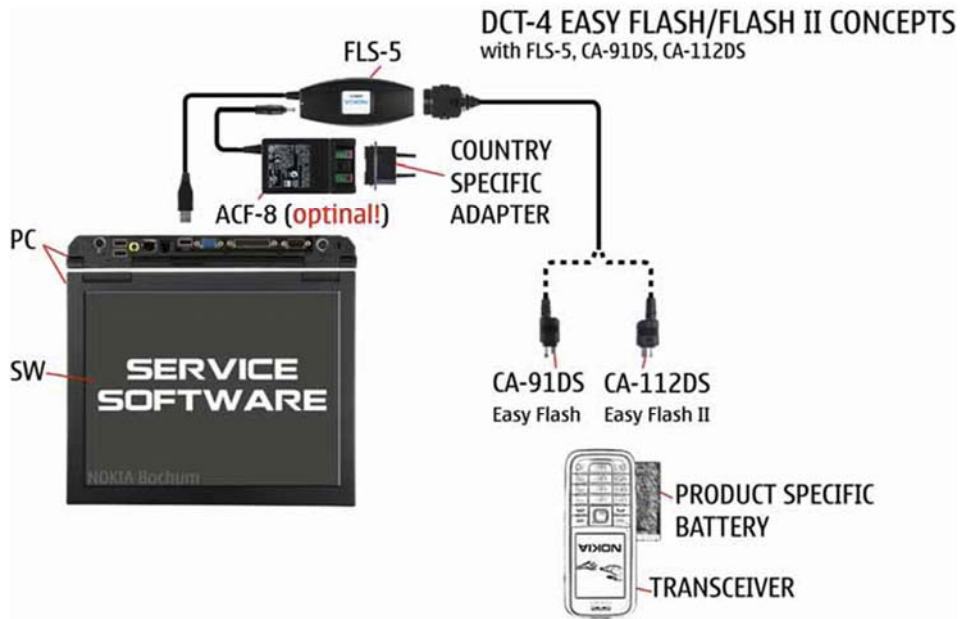 DCT-4 EASY FLASH/FLASH II CONCEPTS
with FLS-5, CA-91DS, CA-112DS
FLS-5
COUNTRY
SPECIFIC
ADAPTER
ACF-8 (optinal!)
PC
SW
SERVICE
SOFTWARE
NOKIA Bochum
CA-91DS
Easy Flash
CA-112DS
Easy Flash II
PRODUCT SPECIFIC
BATTERY
NOKIA
TRANSCEIVER